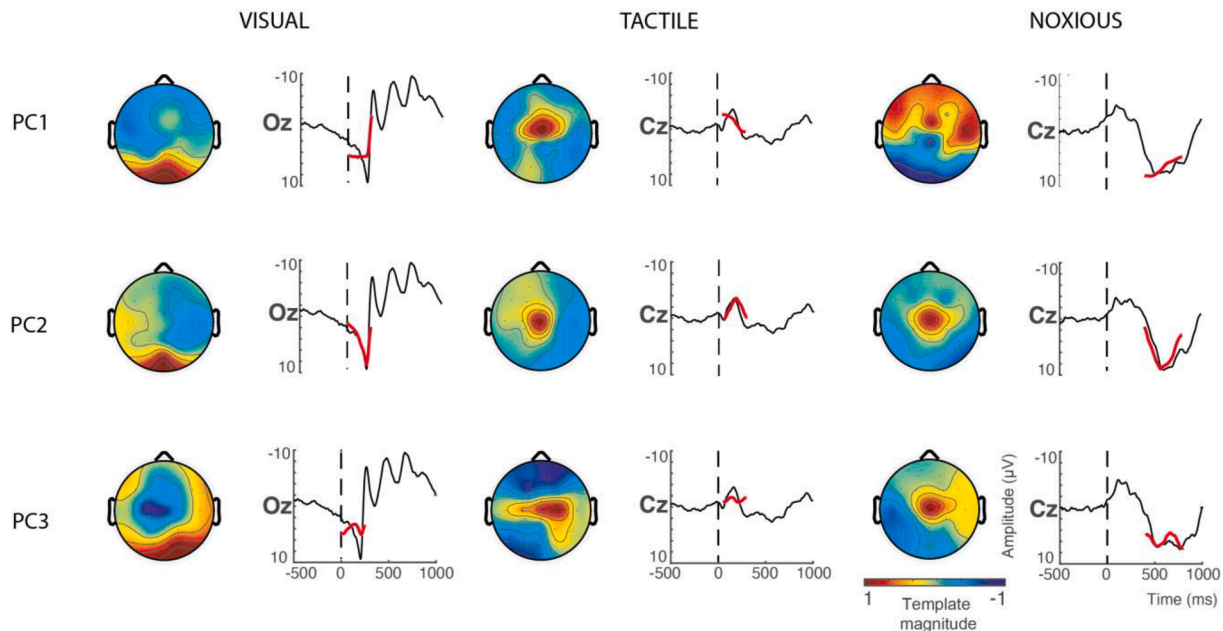 VISUAL TACTILE NOXIOUS
PC1
-10 Oz 10
-10 Cz 10
-10 Cz 10
PC2
-10 Oz 10
-10 Cz 10
-10 Cz 10
PC3
-10 Oz 10
-500 0 500 1000
-10 Cz 10
-500 0 500 1000
-10 Cz 10
Amplitude (µV)
-500 0 500 1000
Time (ms)
1 -1
Template
magnitude